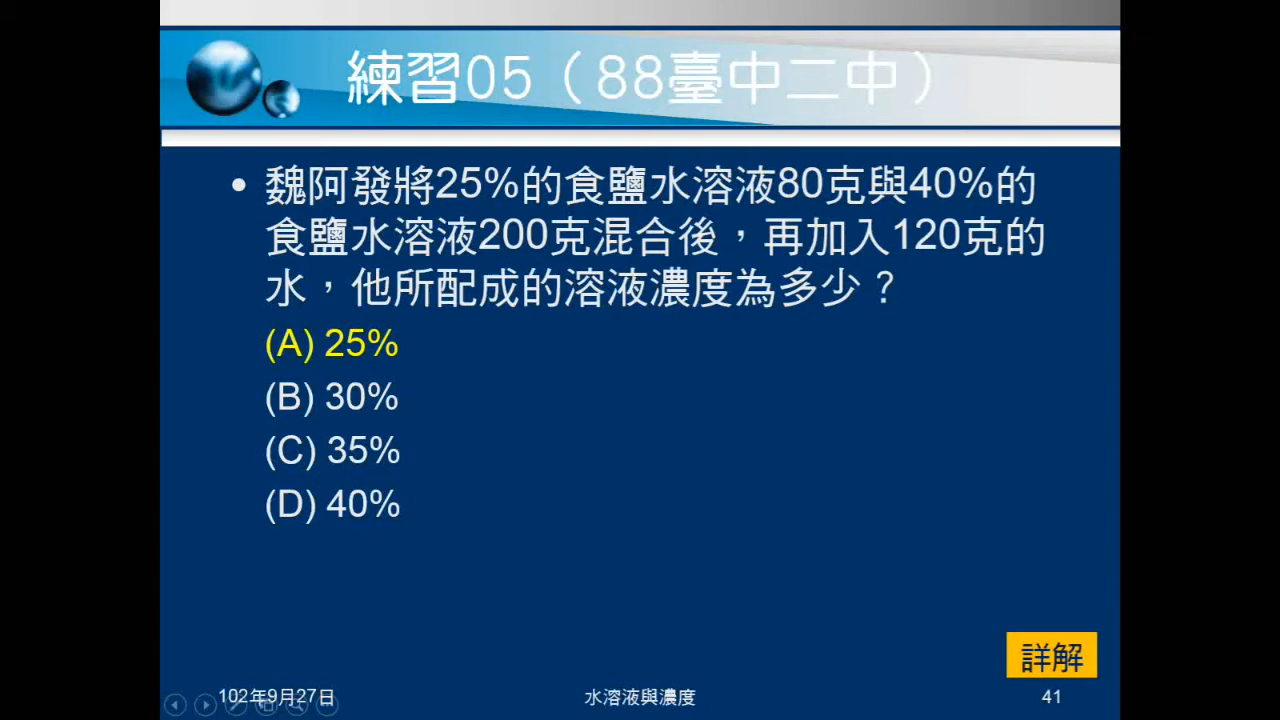 練習05（88臺中二中）
• 魏阿發將25%的食鹽水溶液80克與40%的
食鹽水溶液200克混合後，再加入120克的
水，他所配成的溶液濃度為多少？
(A) 25%
(B) 30%
(C) 35%
(D) 40%
詳解
102年9月27日
水溶液與濃度
41